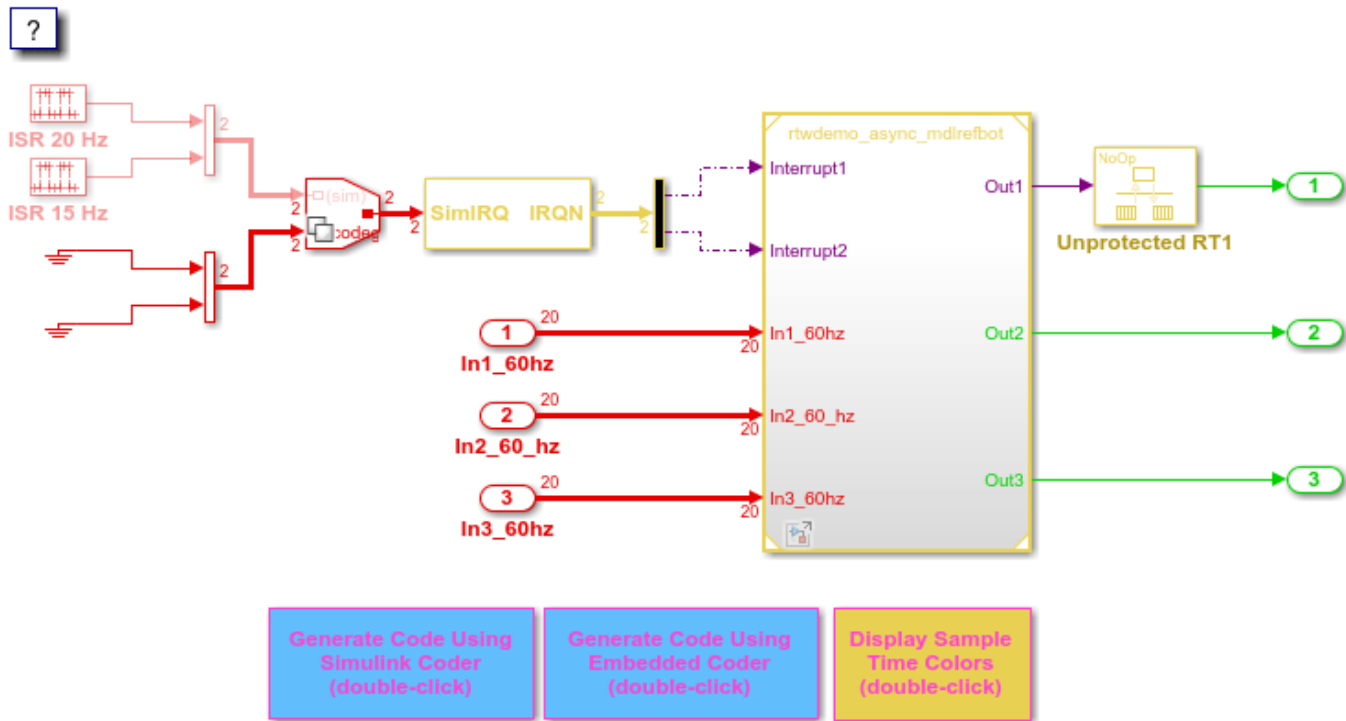 ?
ISR 20 Hz
ISR 15 Hz
2
2
2
2
(sim)
codeg
2
2
SimIRQ IRQN
2
2
rtwdemo_async_mdlrefbot
Interrupt1
Interrupt2
Out1
NoOp
Unprotected RT1
1
1
20
20
In1_60hz
In1_60hz
Out2
2
2
20
20
In2_60_hz
In2_60_hz
3
20
20
In3_60hz
In3_60hz
Out3
3
Generate Code Using
Simulink Coder
(double-click)
Generate Code Using
Embedded Coder
(double-click)
Display Sample
Time Colors
(double-click)